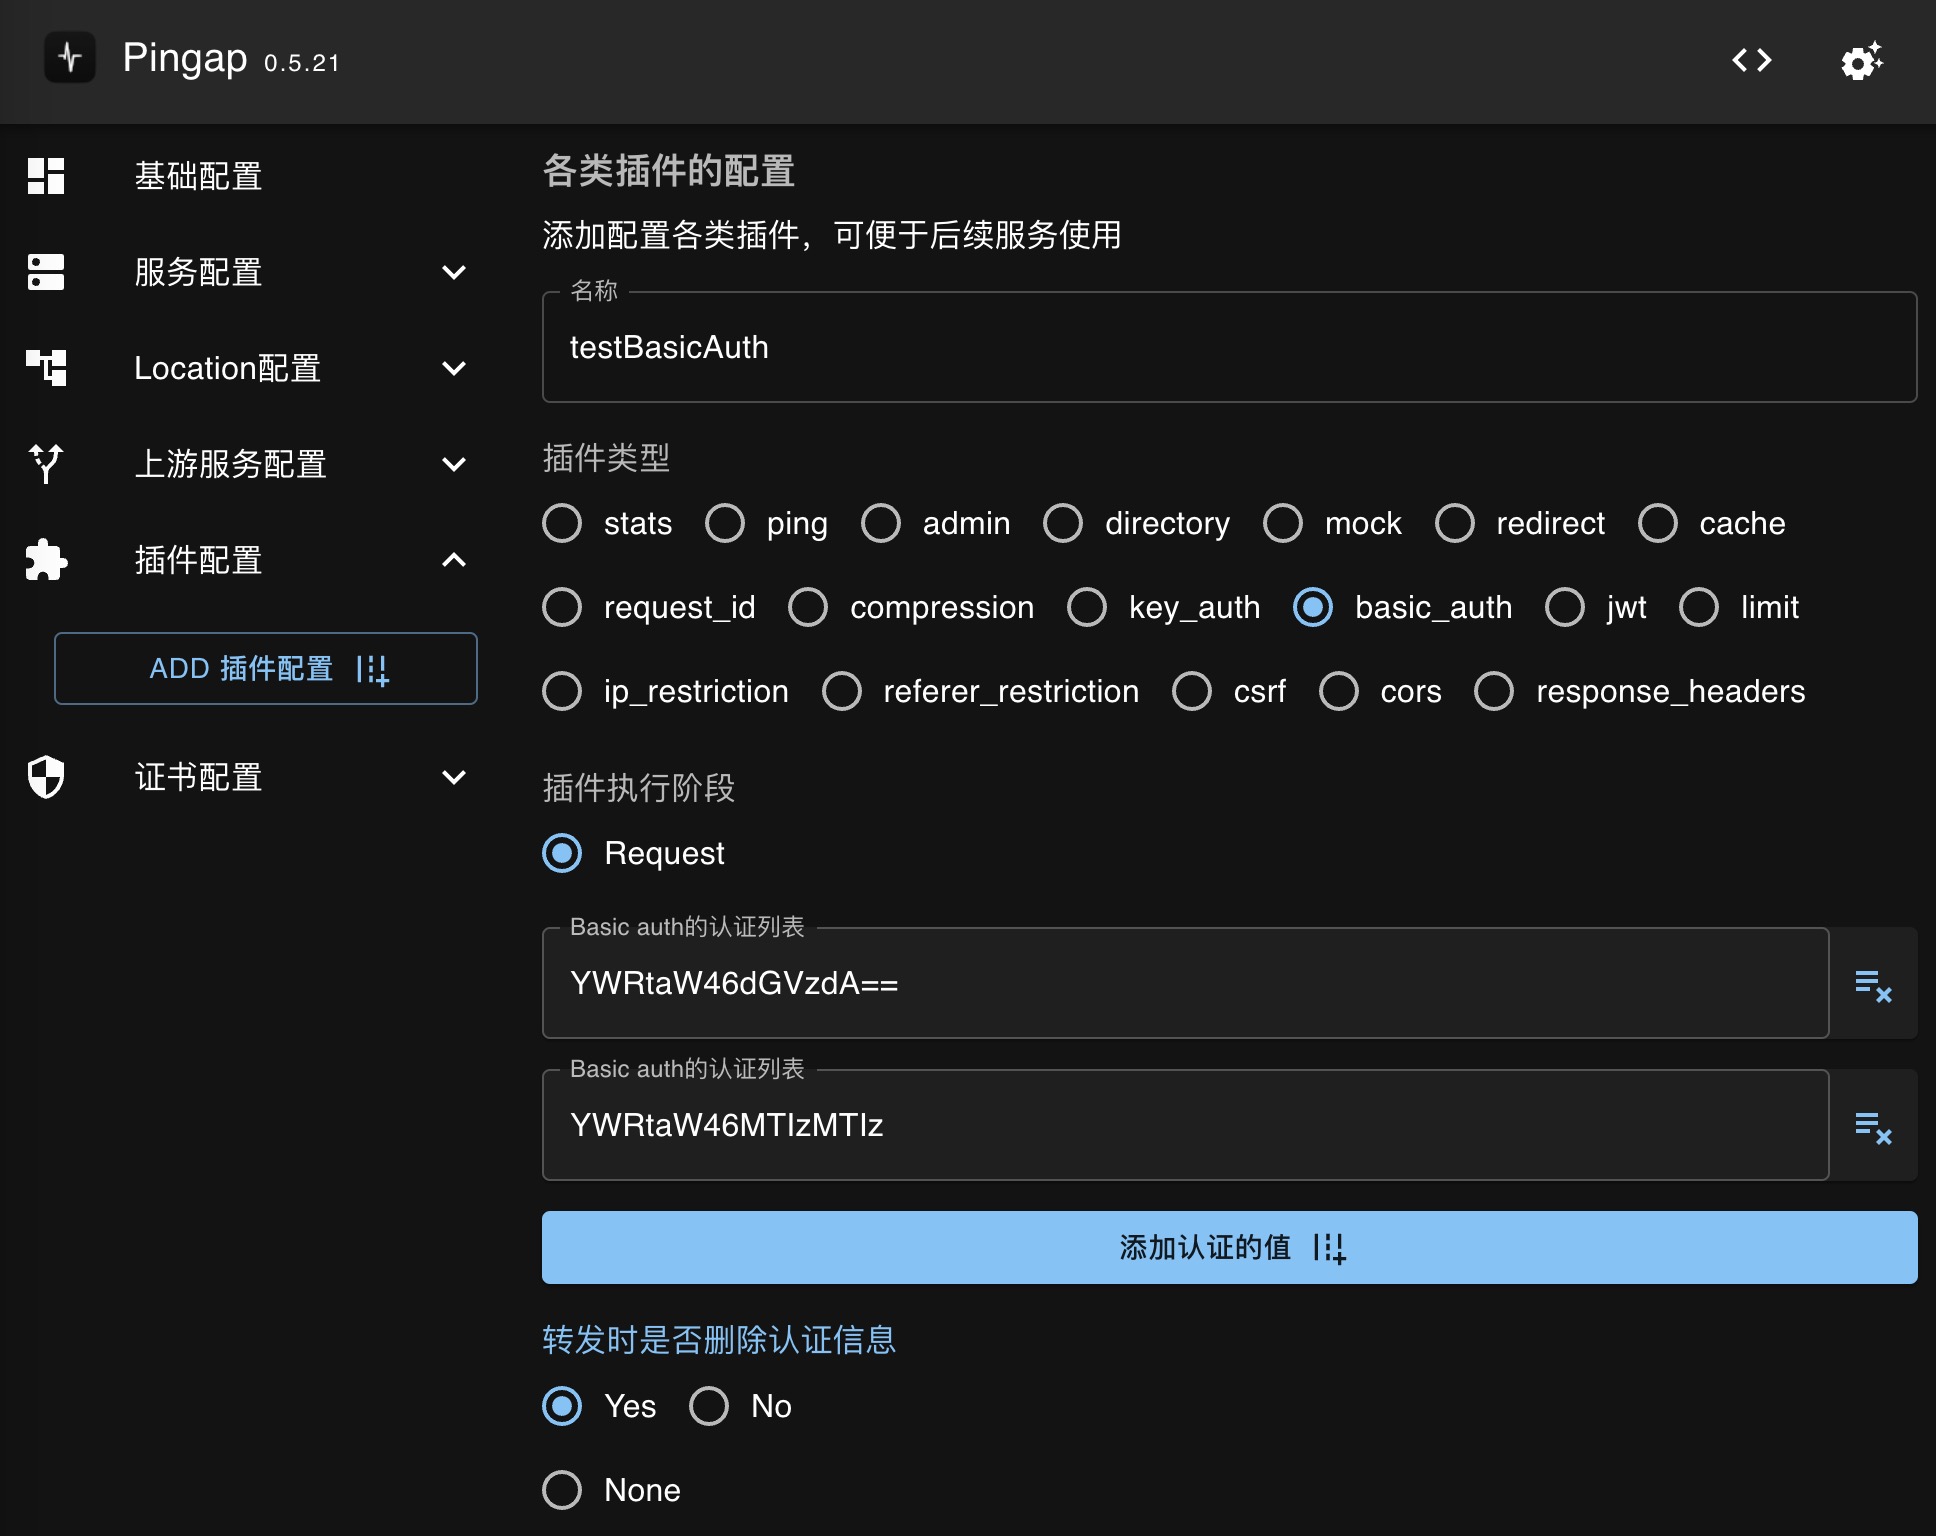 Pingap 0.5.21
基础配置
服务配置
Location配置
上游服务配置
插件配置
ADD 插件配置
证书配置
各类插件的配置
添加配置各类插件，可便于后续服务使用
名称
testBasicAuth
插件类型
stats ping admin directory mock redirect cache
request_id compression key_auth basic_auth jwt limit
ip_restriction referer_restriction csrf cors response_headers
插件执行阶段
Request
Basic auth的认证列表
YWRtaW46dGVzdA==
Basic auth的认证列表
YWRtaW46MTIzMTIz
添加认证的值
转发时是否删除认证信息
Yes No
None